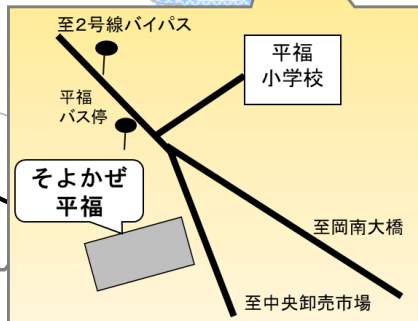 至2号線バイパス
平福
小学校
平福
バス停
そよかぜ
平福
至岡南大橋
至中央卸売市場